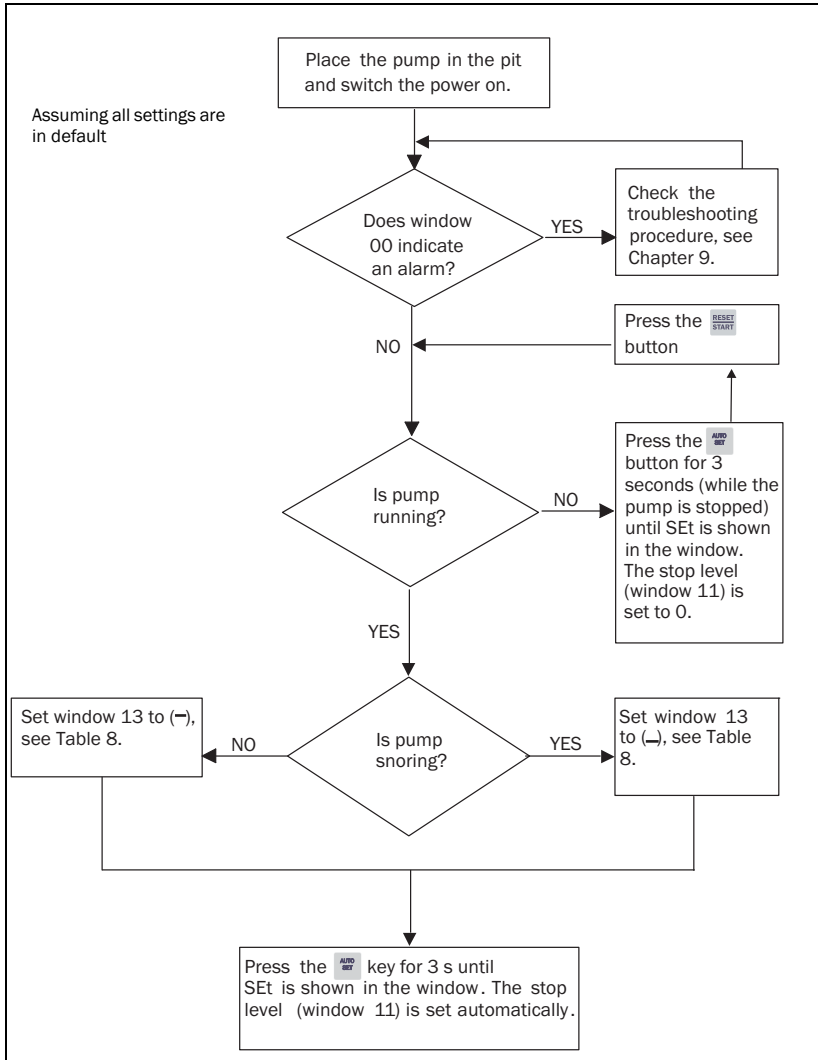 Place the pump in the pit
and switch the power on.
Assuming all settings are
in default
Does window
00 indicate
an alarm?
YES
Check the
troubleshooting
procedure, see
Chapter 9.
NO
Press the RESET START
button
Is pump
running?
NO
Press the AUTO SET
button for 3
seconds (while the
pump is stopped)
until SEt is shown
in the window.
The stop level
(window 11) is
set to 0.
YES
Set window 13 to (–),
see Table 8.
NO
Is pump
snoring?
YES
Set window 13
to (_), see Table
8.
Press the AUTO SET key for 3 s until
SEt is shown in the window. The stop
level (window 11) is set automatically.